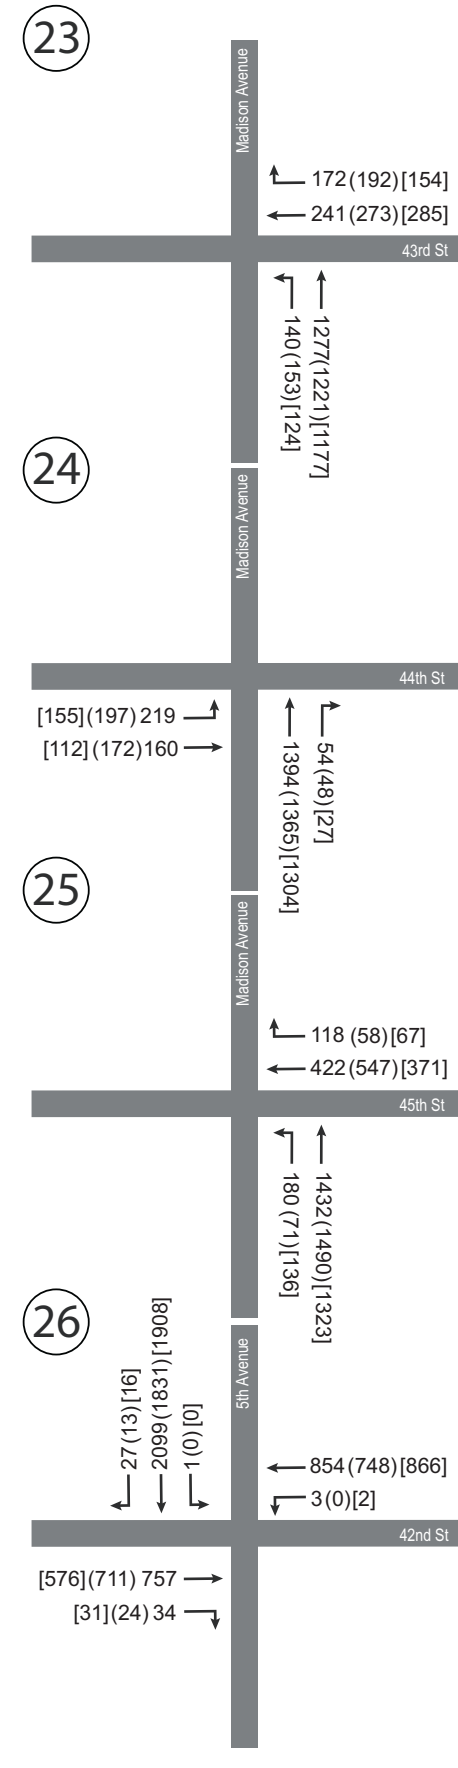 23
Madison Avenue
172 (192) [154]
241 (273) [285]
43rd St
140 (153) [124]
1277(1221)[1177]
24
Madison Avenue
44th St
[155] (197) 219
[112] (172) 160
1394 (1365) [1304]
54 (48) [27]
25
Madison Avenue
118 (58) [67]
422 (547) [371]
45th St
180 (71) [136]
1432 (1490) [1323]
26
27 (13) [16]
2099 (1831) [1908]
1 (0) [0]
5th Avenue
854 (748) [866]
3 (0) [2]
42nd St
[576] (711) 757
[31] (24) 34